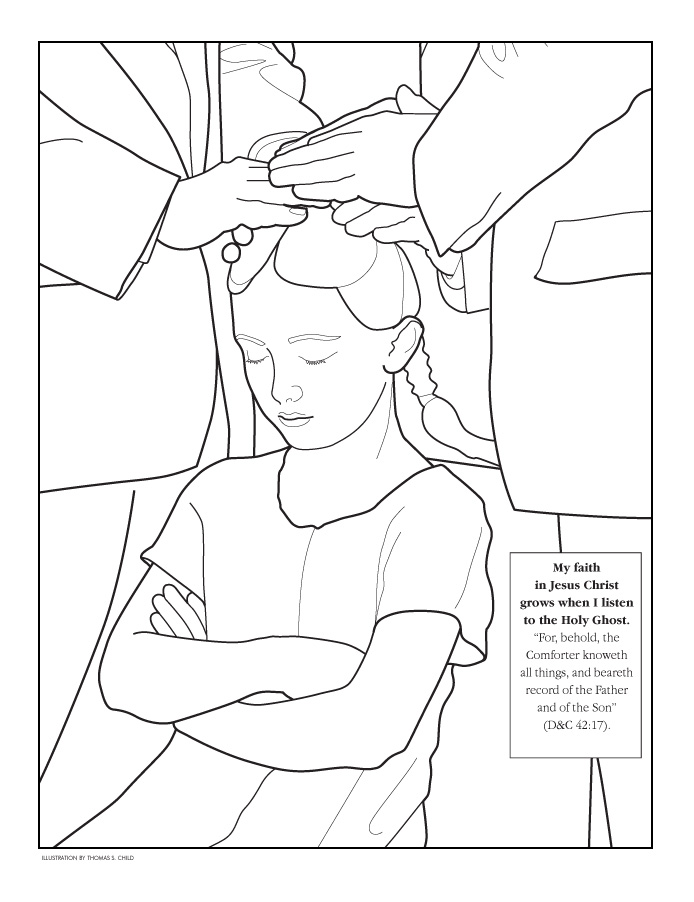 My faith
in Jesus Christ
grows when I listen
to the Holy Ghost.
“For, behold, the
Comforter knoweth
all things, and beareth
record of the Father
and of the Son”
(D&C 42:17).
ILLUSTRATION BY THOMAS S. CHILD